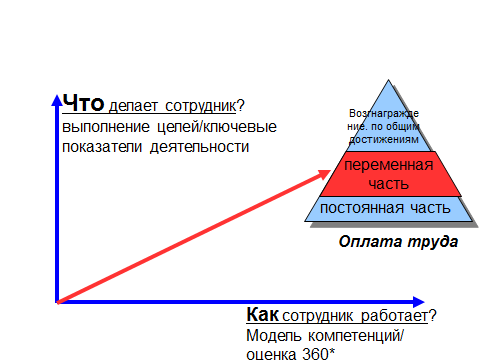 Что делает сотрудник?
выполнение целей/ключевые
показатели деятельности
Вознагражде
ние. по общим
достижениям
переменная
часть
постоянная часть
Оплата труда
Как сотрудник работает?
Модель компетенций/
оценка 360*